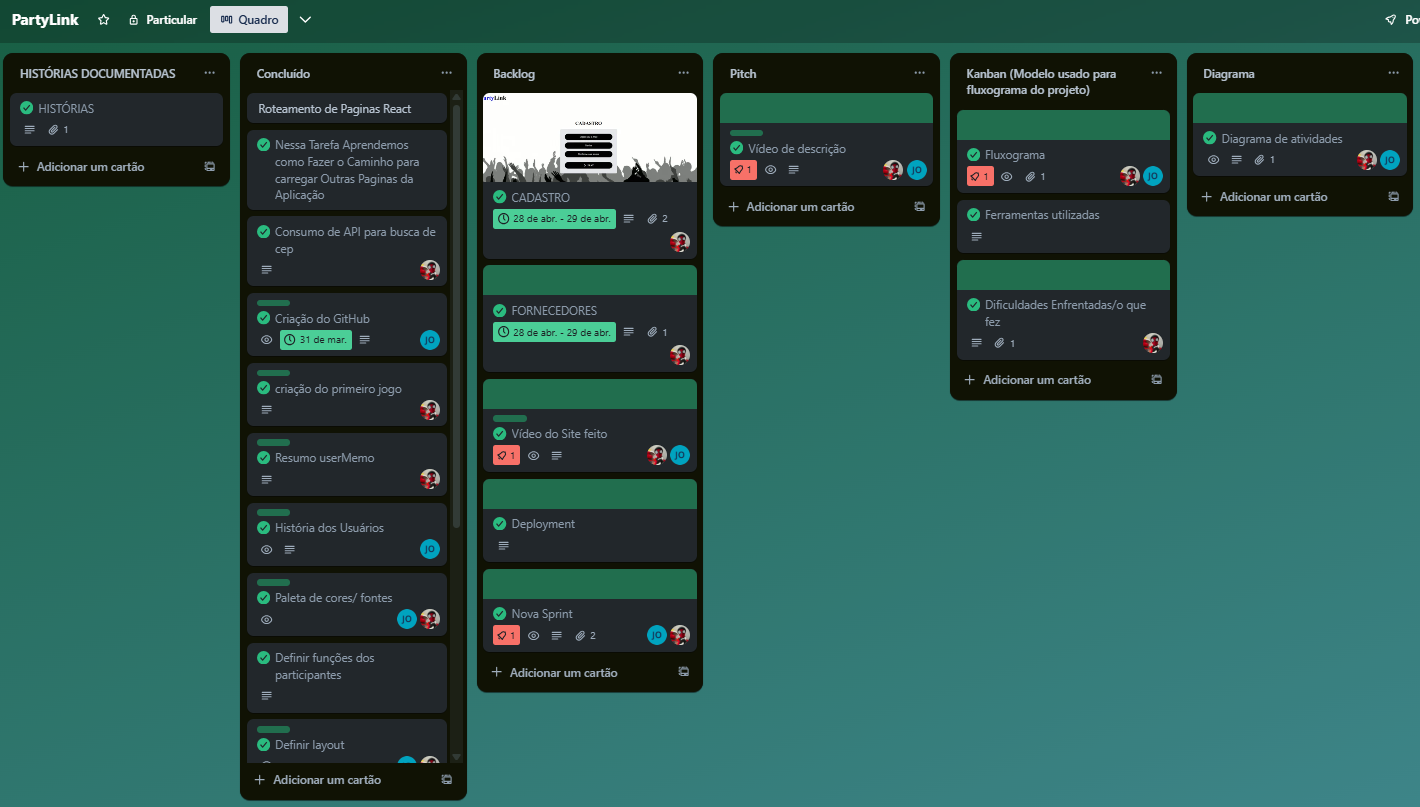 PartyLink
Particular
Quadro
HISTÓRIAS DOCUMENTADAS
HISTÓRIAS
1
Adicionar um cartão
Concluído
Roteamento de Paginas React
Nessa Tarefa Aprendemos
como Fazer o Caminho para
carregar Outras Paginas da
Aplicação
Consumo de API para busca de
cep
Criação do GitHub
31 de mar.
JO
criação do primeiro jogo
Resumo userMemo
História dos Usuários
JO
Paleta de cores/ fontes
JO
Definir funções dos
participantes
Definir layout
Adicionar um cartão
Backlog
artyLink
CADASTRO
CADASTRO
28 de abr. - 29 de abr.
2
FORNECEDORES
28 de abr. - 29 de abr.
1
Vídeo do Site feito
1
JO
Deployment
Nova Sprint
1
2
JO
Adicionar um cartão
Pitch
Vídeo de descrição
1
JO
Adicionar um cartão
Kanban (Modelo usado para
fluxograma do projeto)
Fluxograma
1
1
JO
Ferramentas utilizadas
Dificuldades Enfrentadas/o que
fez
1
Adicionar um cartão
Diagrama
Diagrama de atividades
1
JO
Adicionar um cartão